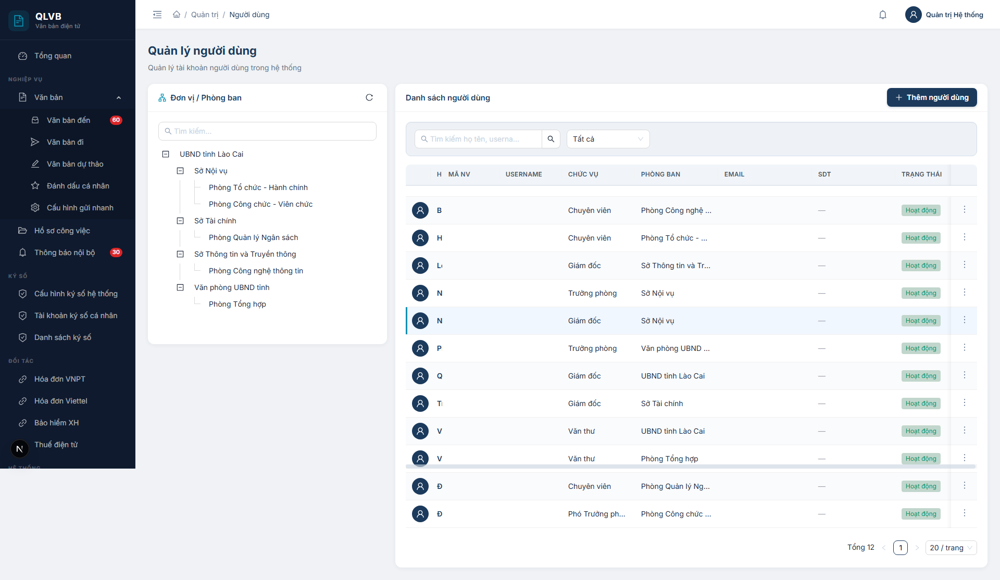 QLVB
Văn bản điện tử
Tổng quan
NGHIỆP VỤ
Văn bản
Văn bản đến 60
Văn bản đi
Văn bản dự thảo
Đánh dấu cá nhân
Cấu hình gửi nhanh
Hồ sơ công việc
Thông báo nội bộ 30
KÝ SỐ
Cấu hình ký số hệ thống
Tài khoản ký số cá nhân
Danh sách ký số
ĐỐI TÁC
Hóa đơn VNPT
Hóa đơn Viettel
Bảo hiểm XH
Thuế điện tử
N
HỆ THỐNG
/ Quản trị / Người dùng
Quản trị Hệ thống
Quản lý người dùng
Quản lý tài khoản người dùng trong hệ thống
Đơn vị / Phòng ban
Tìm kiếm...
UBND tỉnh Lào Cai
Sở Nội vụ
Phòng Tổ chức - Hành chính
Phòng Công chức - Viên chức
Sở Tài chính
Phòng Quản lý Ngân sách
Sở Thông tin và Truyền thông
Phòng Công nghệ thông tin
Văn phòng UBND tỉnh
Phòng Tổng hợp
Danh sách người dùng
Thêm người dùng
Tìm kiếm họ tên, userna... Tất cả
H MÃ NV USERNAME CHỨC VỤ PHÒNG BAN EMAIL SDT TRẠNG THÁI
B Chuyên viên Phòng Công nghệ ... — Hoạt động
H Chuyên viên Phòng Tổ chức - ... — Hoạt động
L Giám đốc Sở Thông tin và Tr... — Hoạt động
N Trưởng phòng Sở Nội vụ — Hoạt động
N Giám đốc Sở Nội vụ — Hoạt động
P Trưởng phòng Văn phòng UBND ... — Hoạt động
Q Giám đốc UBND tỉnh Lào Cai — Hoạt động
T Giám đốc Sở Tài chính — Hoạt động
V Văn thư UBND tỉnh Lào Cai — Hoạt động
V Văn thư Phòng Tổng hợp — Hoạt động
Đ Chuyên viên Phòng Quản lý Ng... — Hoạt động
Đ Phó Trưởng ph... Phòng Công chức ... — Hoạt động
Tổng 12 1 20 / trang